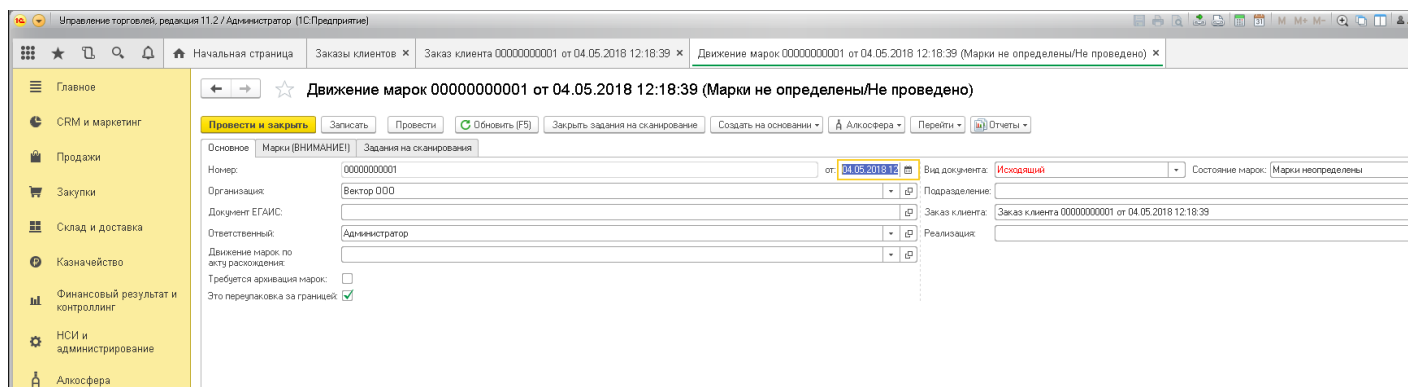 Управление торговлей, редакция 11.2 / Администратор (1С:Предприятие)
M M+ M-
Начальная страница
Заказы клиентов ×
Заказ клиента 00000000001 от 04.05.2018 12:18:39 ×
Движение марок 00000000001 от 04.05.2018 12:18:39 (Марки не определены/Не проведено) ×
Главное
CRM и маркетинг
Продажи
Закупки
Склад и доставка
Казначейство
Финансовый результат и
контроллинг
НСИ и
администрирование
Алкосфера
Движение марок 00000000001 от 04.05.2018 12:18:39 (Марки не определены/Не проведено)
Провести и закрыть
Записать
Провести
Обновить (F5)
Закрыть задания на сканирование
Создать на основании
Алкосфера
Перейти
Отчеты
Основное
Марки (ВНИМАНИЕ!)
Задания на сканирования
Номер: 00000000001 от: 04.05.2018 12 Вид документа: Исходящий Состояние марок: Марки неопределены
Организация: Вектор ООО Подразделение:
Документ ЕГАИС: Заказ клиента: Заказ клиента 00000000001 от 04.05.2018 12:18:39
Ответственный: Администратор Реализация:
Движение марок по
акту расхождения:
Требуется архивация марок:
Это переупаковка за границей: